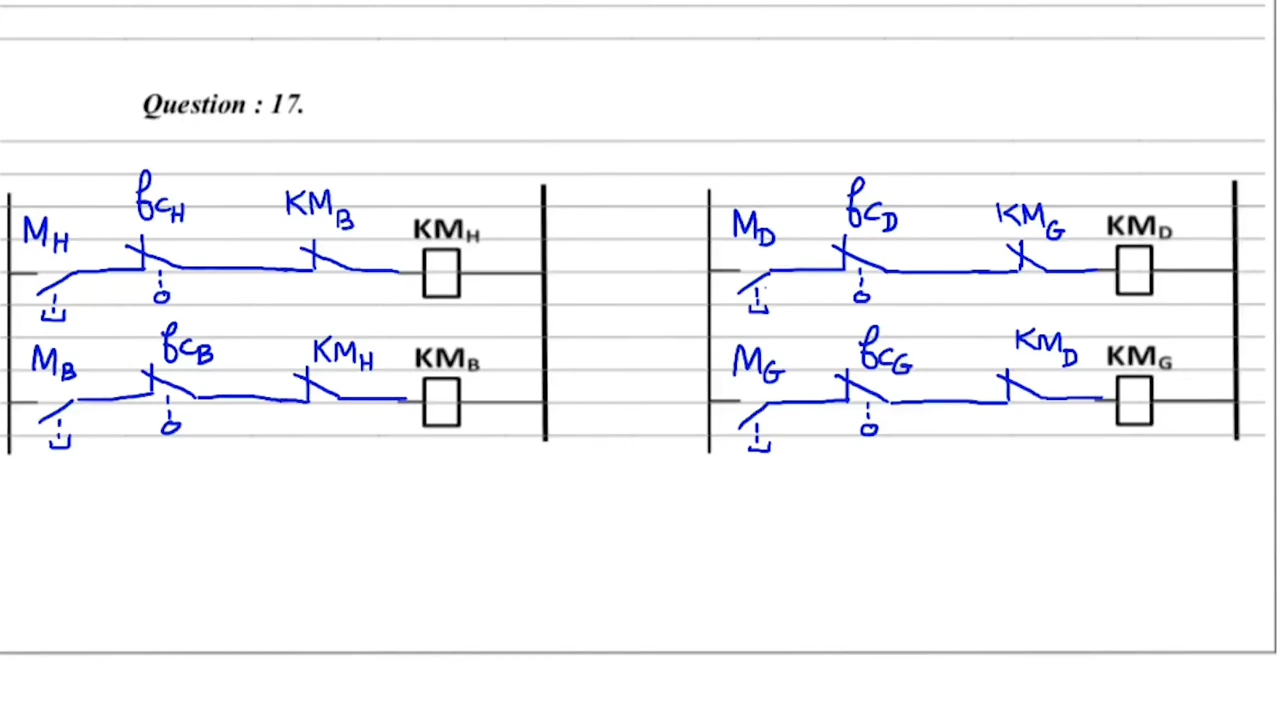 Question : 17.
fc_H KM_B
M_H KM_H
fc_B KM_H
M_B KM_B
fc_D KM_G
M_D KM_D
fc_G KM_D
M_G KM_G